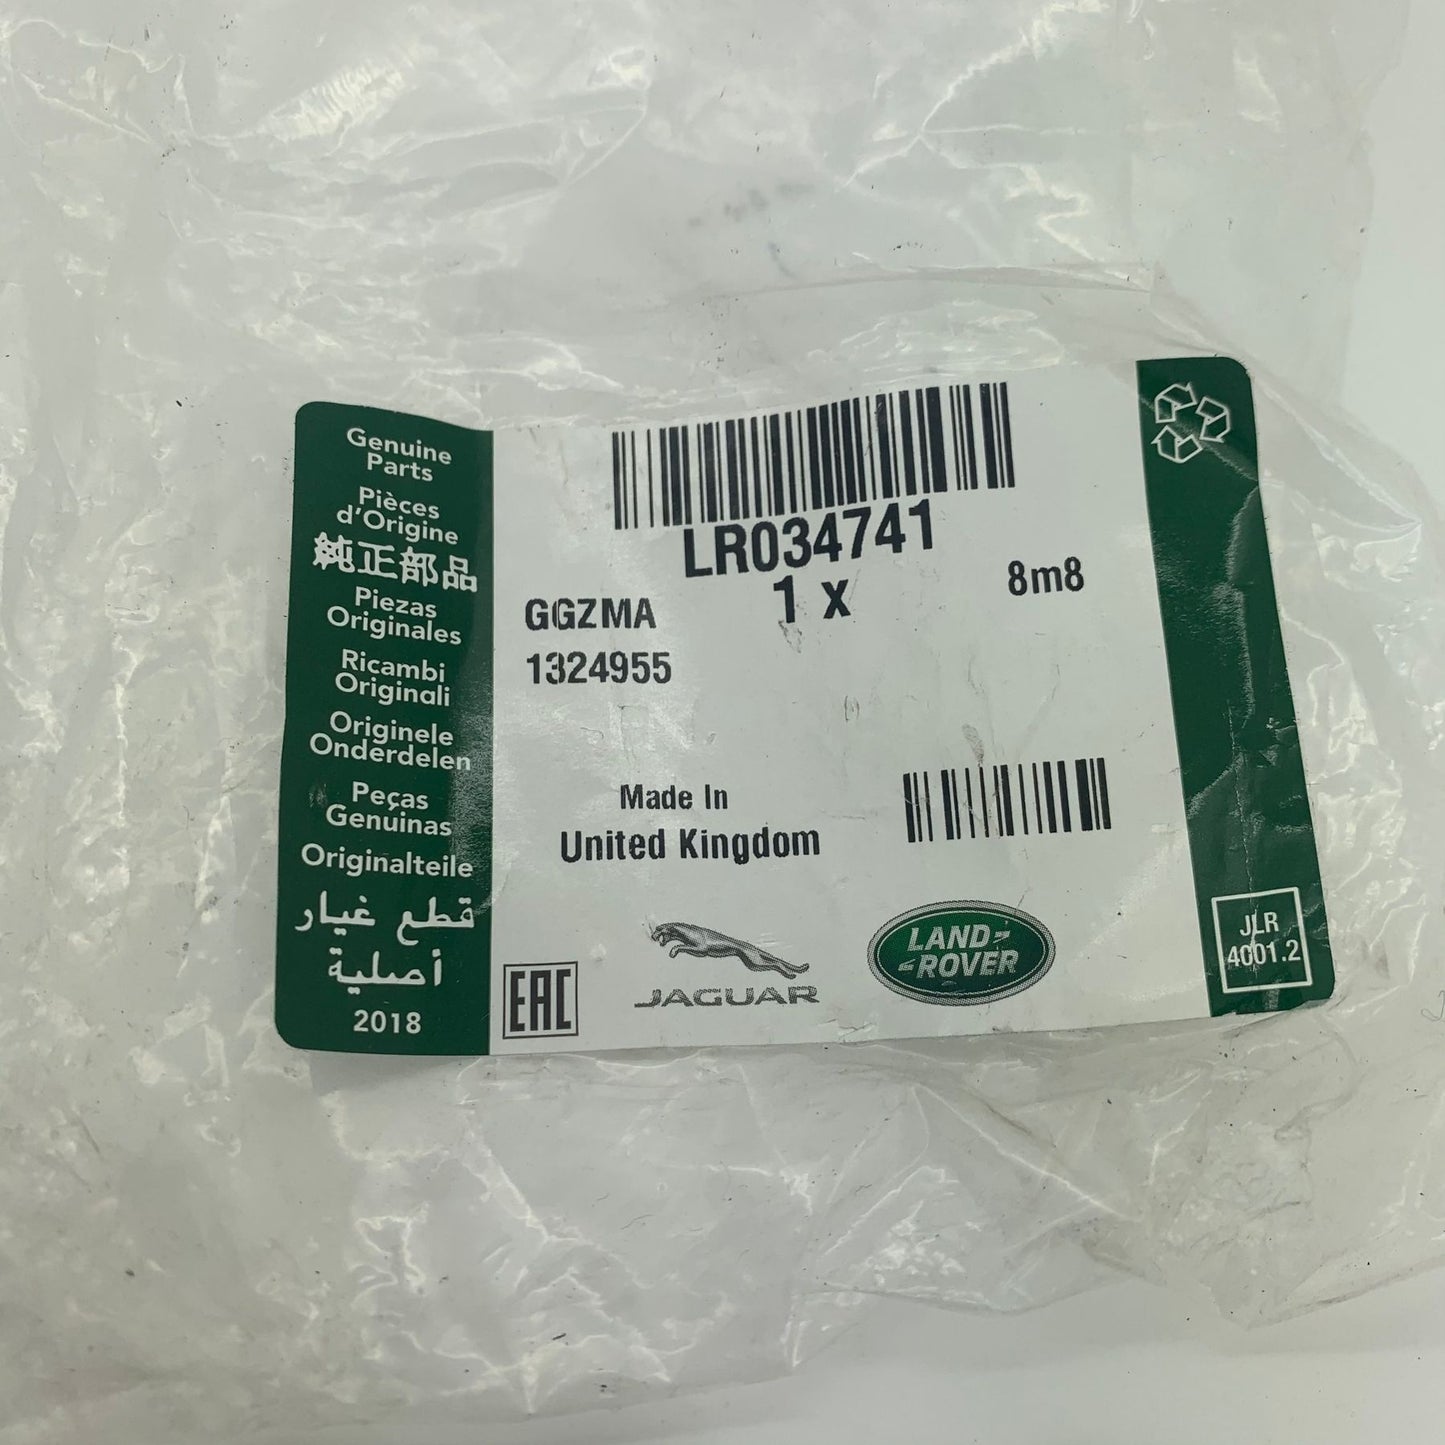 Genuine
Parts
Pièces
d'Origine
純正部品
Piezas
Originales
Ricambi
Originali
Originele
Onderdelen
Peças
Genuinas
Originalteile
قطع غيار
أصلية
2018
LR034741
1 x
8m8
GGZMA
1324955
Made In
United Kingdom
EAC
JAGUAR
LAND
ROVER
JLR
4001.2